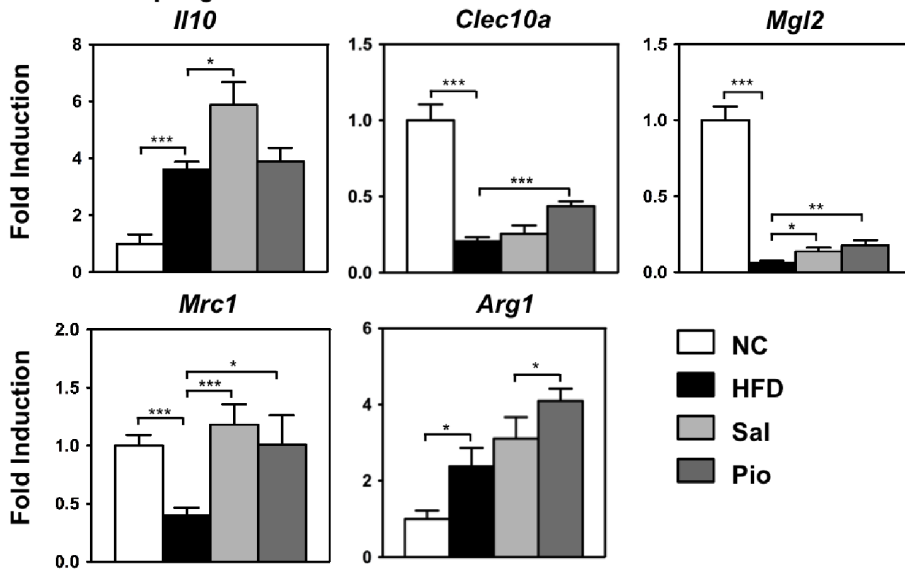 Il10 Clec10a Mgl2
Fold Induction
8
6
4
2
0
* ***
1.5
1.0
0.5
0.0
*** ***
1.5
1.0
0.5
0.0
*** ** *
Mrc1 Arg1
Fold Induction
2.0
1.5
1.0
0.5
0.0
* *** ***
6
4
2
0
* *
NC
HFD
Sal
Pio